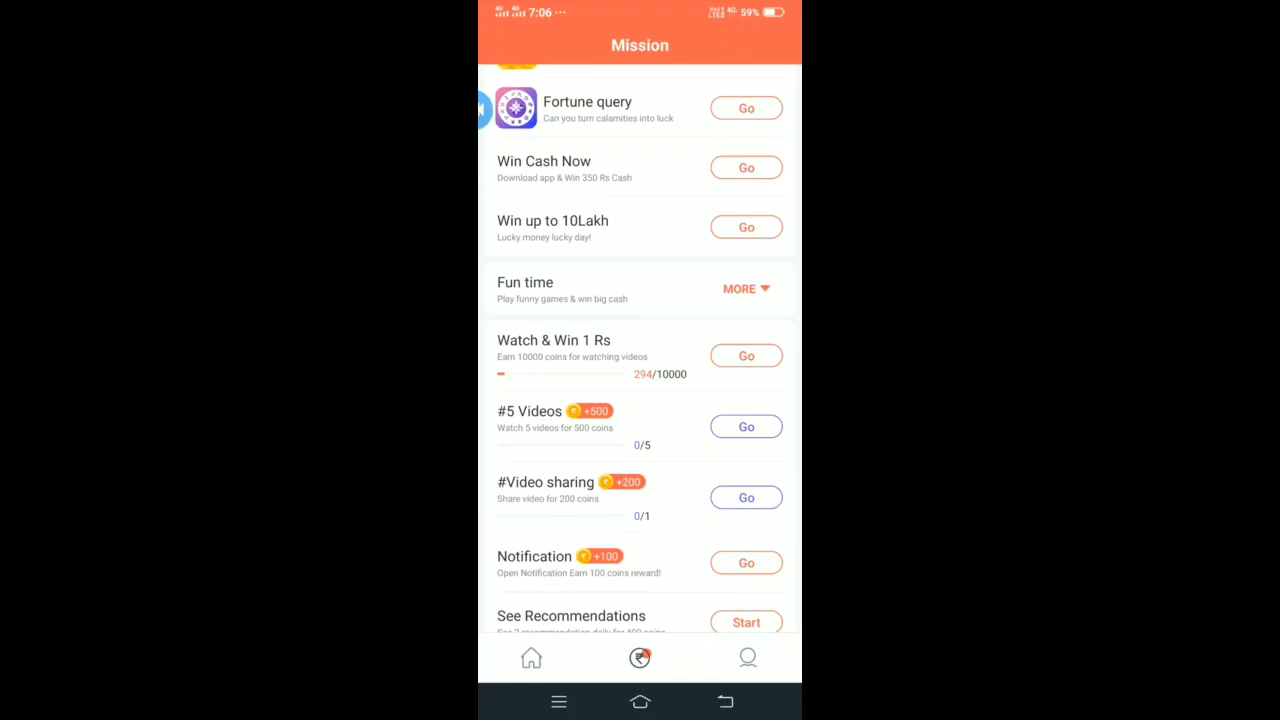 7:06 ...
4G 59%
Mission
Fortune query
Can you turn calamities into luck
Go
Win Cash Now
Download app & Win 350 Rs Cash
Go
Win up to 10Lakh
Lucky money lucky day!
Go
Fun time
Play funny games & win big cash
MORE
Watch & Win 1 Rs
Earn 10000 coins for watching videos
294/10000
Go
#5 Videos +500
Watch 5 videos for 500 coins
0/5
Go
#Video sharing +200
Share video for 200 coins
0/1
Go
Notification +100
Open Notification Earn 100 coins reward!
Go
See Recommendations
Start